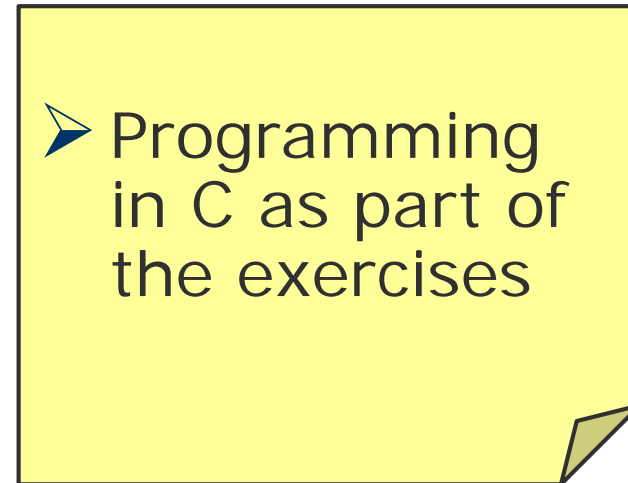 Programming
in C as part of
the exercises